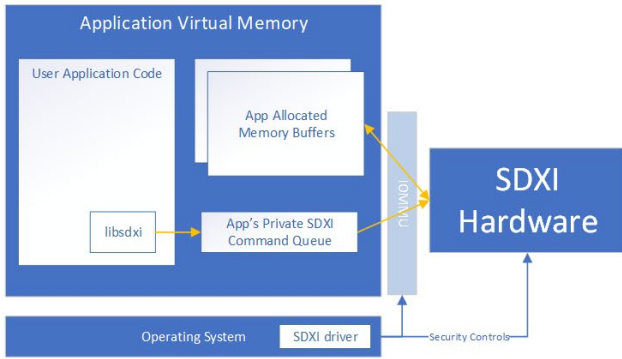 Application Virtual Memory
User Application Code
App Allocated
Memory Buffers
libsdxi
App's Private SDXI
Command Queue
IOMMU
SDXI
Hardware
Operating System
SDXI driver
Security Controls